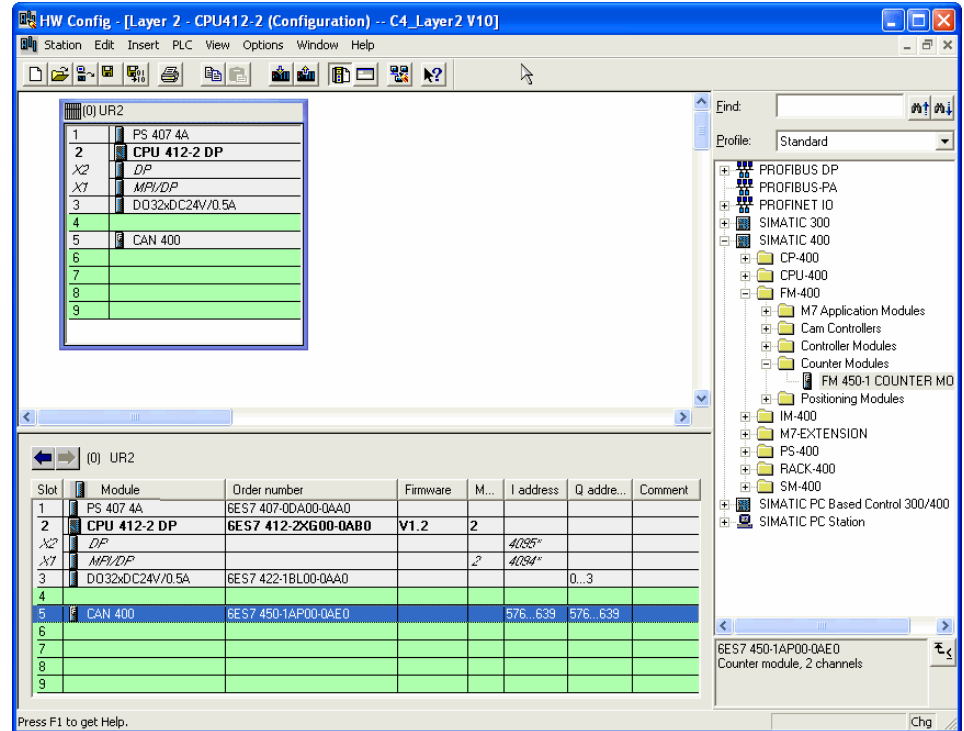 HW Config - [Layer 2 - CPU412-2 (Configuration) -- C4_Layer2 V10]
Station Edit Insert PLC View Options Window Help
(0) UR2
1 PS 407 4A
2 CPU 412-2 DP
X2 DP
X1 MPI/DP
3 DO32xDC24V/0.5A
4
5 CAN 400
6
7
8
9
Find:
Profile: Standard
PROFIBUS DP
PROFIBUS-PA
PROFINET IO
SIMATIC 300
SIMATIC 400
CP-400
CPU-400
FM-400
M7 Application Modules
Cam Controllers
Controller Modules
Counter Modules
FM 450-1 COUNTER MO
Positioning Modules
IM-400
M7-EXTENSION
PS-400
RACK-400
SM-400
SIMATIC PC Based Control 300/400
SIMATIC PC Station
(0) UR2
Slot Module Order number Firmware M... I address Q addre... Comment
1 PS 407 4A 6ES7 407-0DA00-0AA0
2 CPU 412-2 DP 6ES7 412-2XG00-0AB0 V1.2 2
X2 DP 4095*
X1 MPI/DP 2 4094*
3 DO32xDC24V/0.5A 6ES7 422-1BL00-0AA0 0...3
4
5 CAN 400 6ES7 450-1AP00-0AE0 576...639 576...639
6
7
8
9
6ES7 450-1AP00-0AE0
Counter module, 2 channels
Press F1 to get Help.
Chg